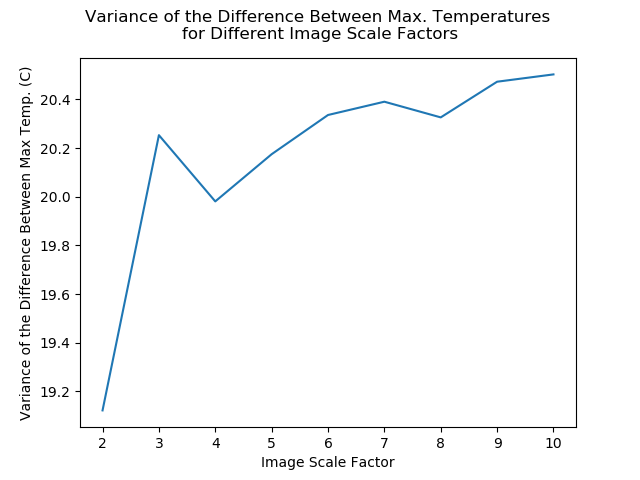 Variance of the Difference Between Max. Temperatures
for Different Image Scale Factors
Variance of the Difference Between Max Temp. (C)
20.4
20.2
20.0
19.8
19.6
19.4
19.2
2 3 4 5 6 7 8 9 10
Image Scale Factor